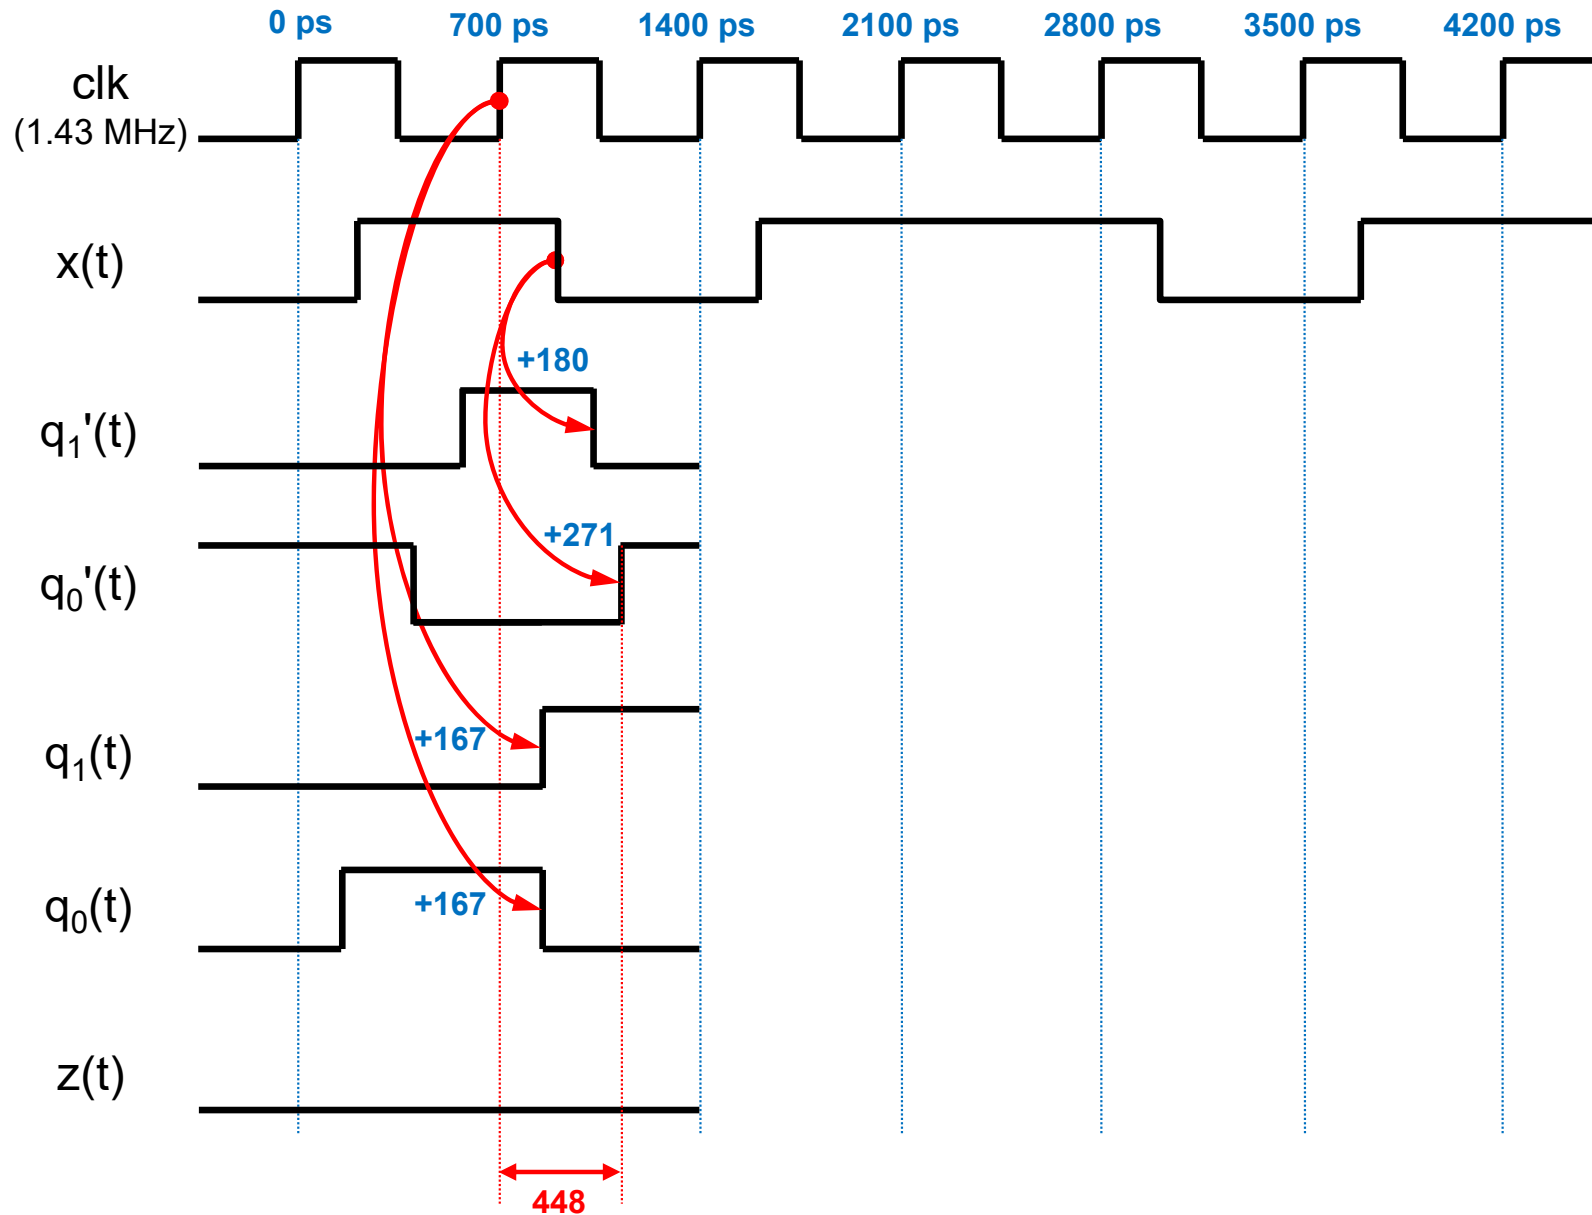 0 ps 700 ps 1400 ps 2100 ps 2800 ps 3500 ps 4200 ps
clk
(1.43 MHz)
x(t)
+180
q1'(t)
+271
q0'(t)
+167
q1(t)
+167
q0(t)
z(t)
448